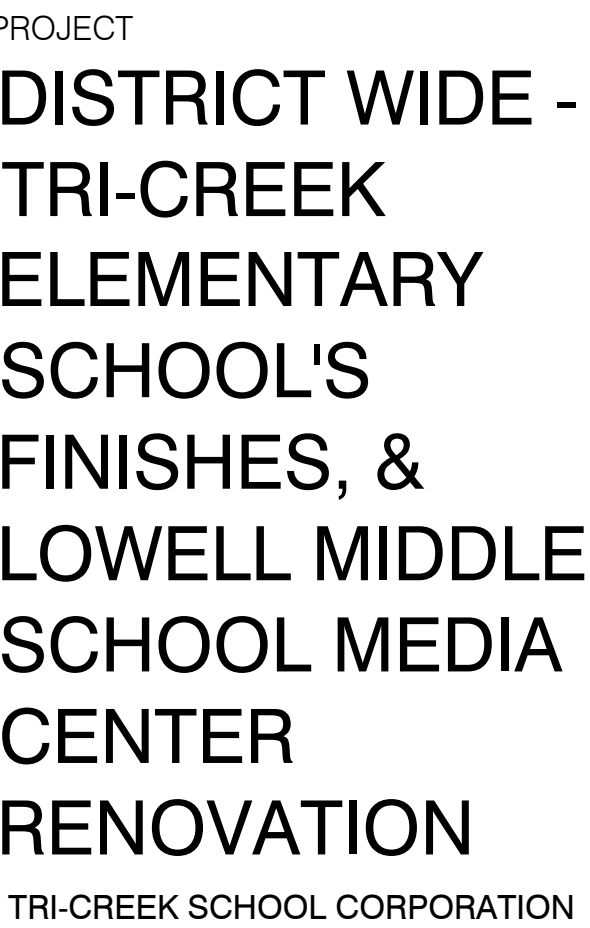 PROJECT
DISTRICT WIDE -
TRI-CREEK
ELEMENTARY
SCHOOL'S
FINISHES, &
LOWELL MIDDLE
SCHOOL MEDIA
CENTER
RENOVATION
TRI-CREEK SCHOOL CORPORATION